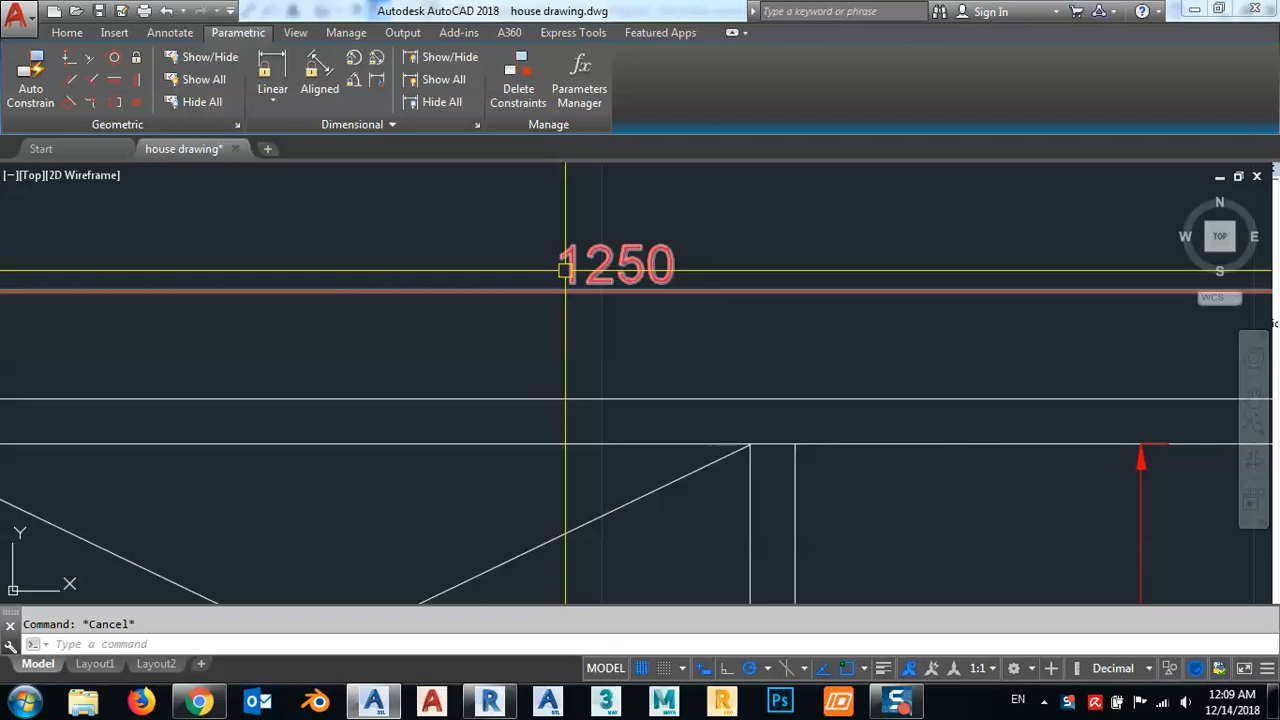 Autodesk AutoCAD 2018 house drawing.dwg
Type a keyword or phrase
Sign In
Home Insert Annotate Parametric View Manage Output Add-ins A360 Express Tools Featured Apps
Auto
Constrain
Show/Hide
Show All
Hide All
Geometric
Linear
Aligned
Show/Hide
Show All
Hide All
Dimensional
Delete
Constraints
fx
Parameters
Manager
Manage
Start
house drawing*
[−][Top][2D Wireframe]
N
W TOP E
S
WCS
1250
Y
X
Command: *Cancel*
Type a command
Model Layout1 Layout2
MODEL
1:1
Decimal
EN
12:09 AM
12/14/2018